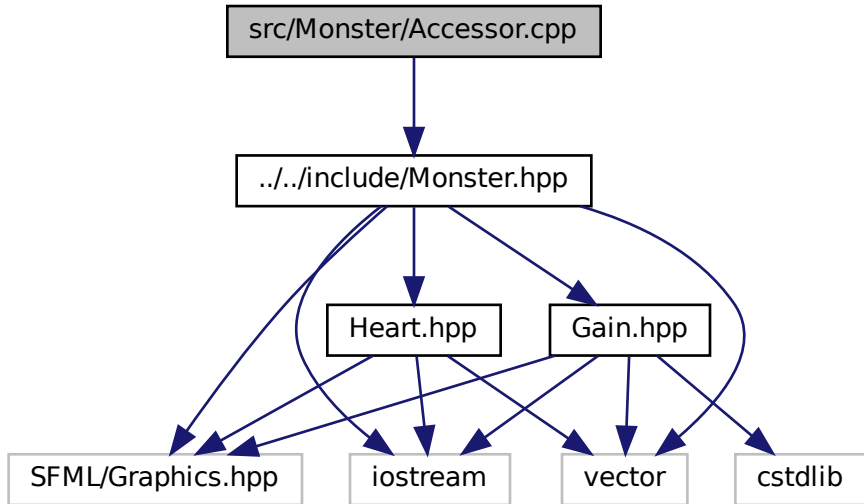 src/Monster/Accessor.cpp
../../include/Monster.hpp
Heart.hpp
Gain.hpp
SFML/Graphics.hpp
iostream
vector
cstdlib